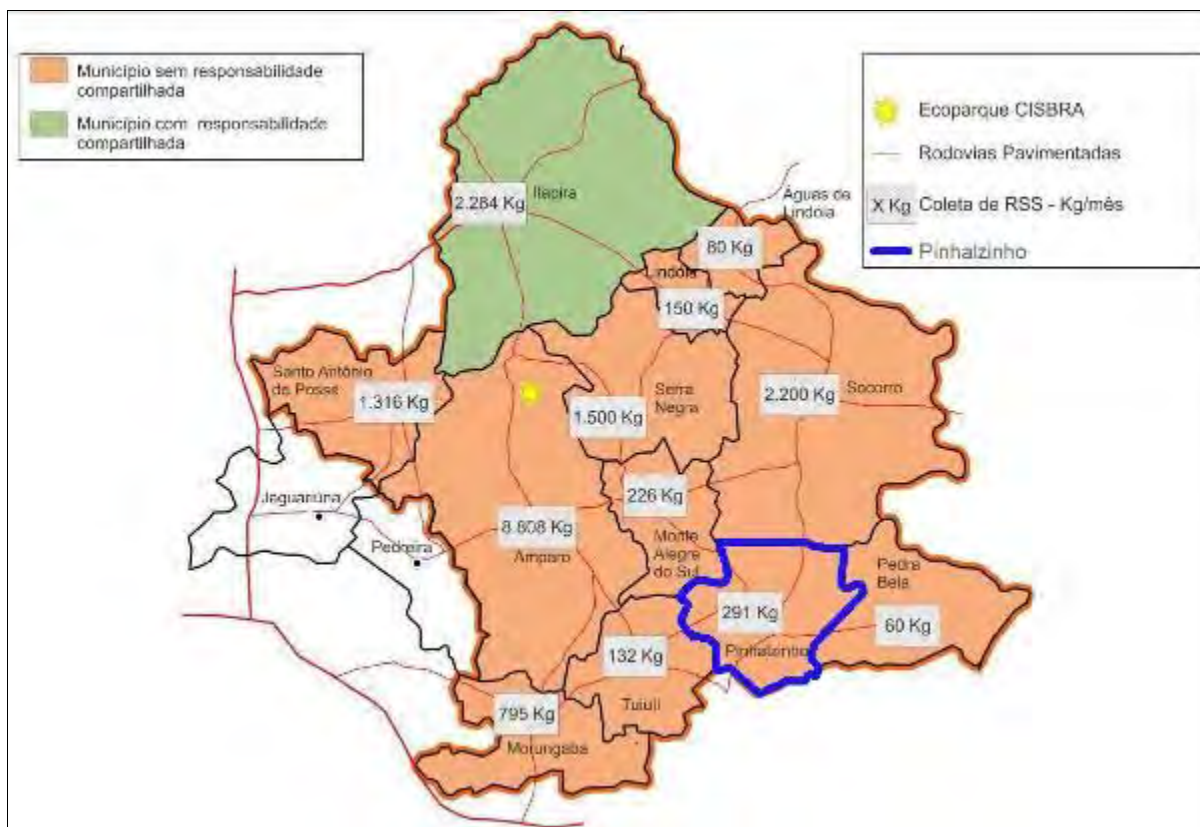 Município sem responsabilidade
compartilhada
Município com responsabilidade
compartilhada
Ecoparque CISBRA
Rodovias Pavimentadas
X Kg Coleta de RSS - Kg/mês
Pinhalzinho
2.284 Kg
Itapira
Águas de
Lindoia
80 Kg
Lindóia
150 Kg
Santo Antônio
de Posse
1.316 Kg
Serra
Negra
1.500 Kg
2.200 Kg
Socorro
Jaguariúna
Pedreira
8.808 Kg
Amparo
226 Kg
Monte
Alegre
do Sul
Pedra
Bela
291 Kg
60 Kg
Pinhalzinho
132 Kg
Tuiuti
795 Kg
Morungaba